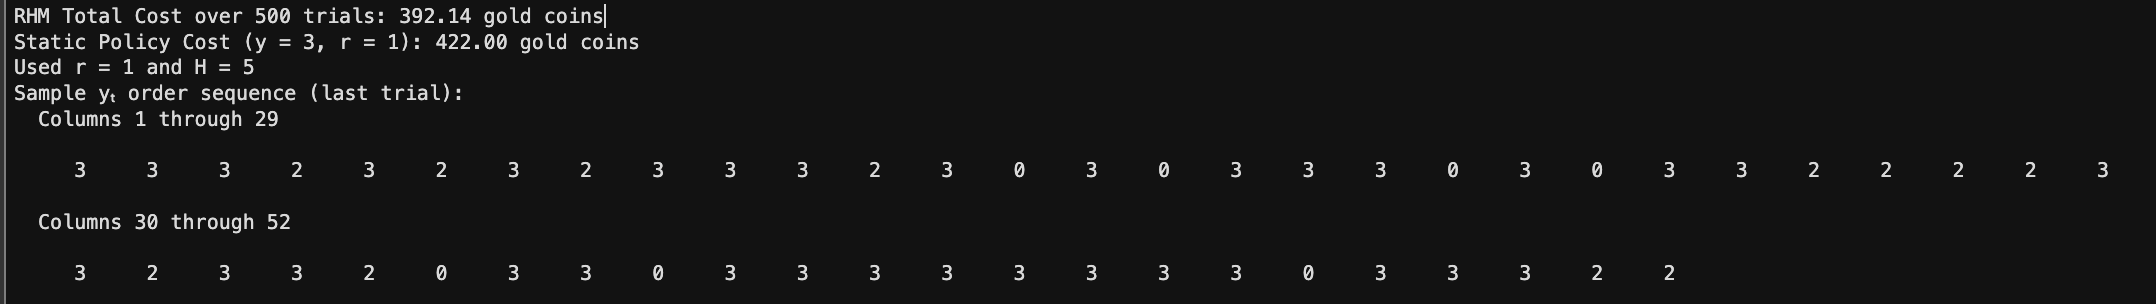 RHM Total Cost over 500 trials: 392.14 gold coins
Static Policy Cost (y = 3, r = 1): 422.00 gold coins
Used r = 1 and H = 5
Sample yₜ order sequence (last trial):
Columns 1 through 29
3 3 3 2 3 2 3 2 3 3 3 2 3 0 3 0 3 3 3 0 3 0 3 3 2 2 2 2 3
Columns 30 through 52
3 2 3 3 2 0 3 3 0 3 3 3 3 3 3 3 0 3 3 3 2 2